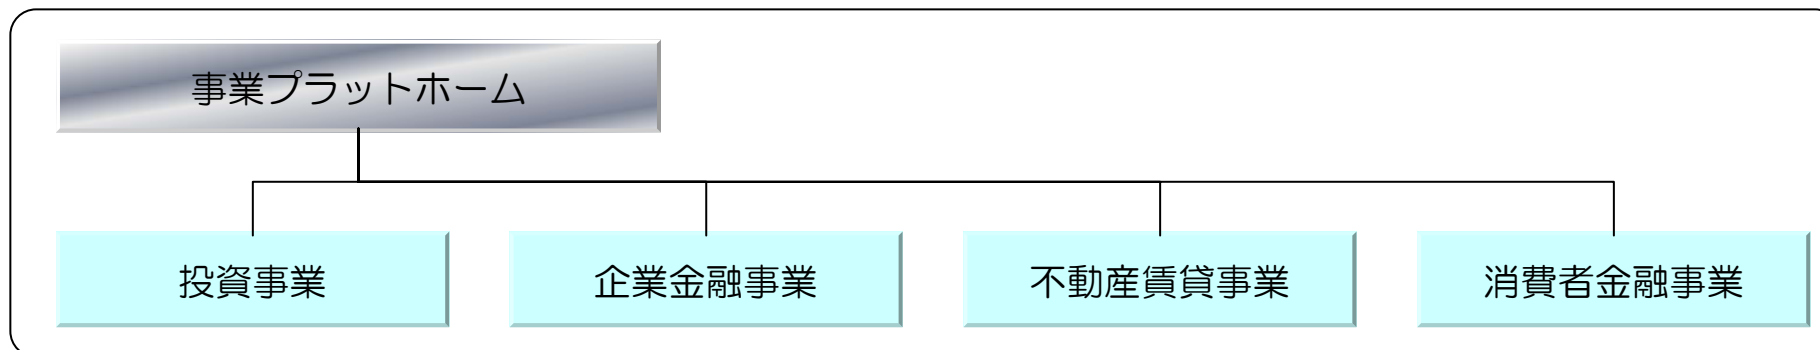 事業プラットホーム
投資事業
企業金融事業
不動産賃貸事業
消費者金融事業